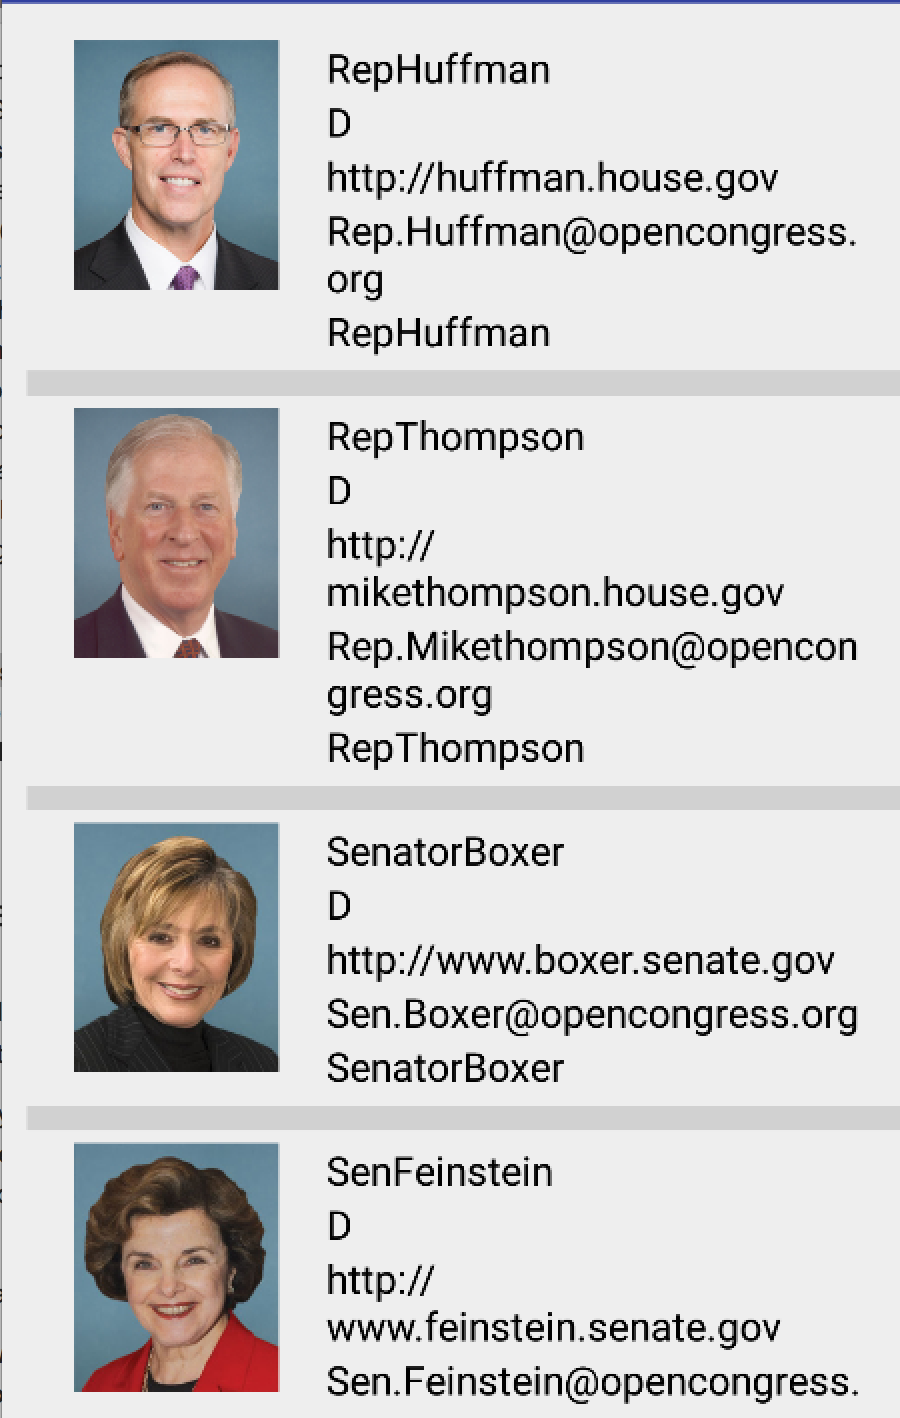 RepHuffman
D
http://huffman.house.gov
Rep.Huffman@opencongress.
org
RepHuffman
RepThompson
D
http://
mikethompson.house.gov
Rep.Mikethompson@opencon
gress.org
RepThompson
SenatorBoxer
D
http://www.boxer.senate.gov
Sen.Boxer@opencongress.org
SenatorBoxer
SenFeinstein
D
http://
www.feinstein.senate.gov
Sen.Feinstein@opencongress.